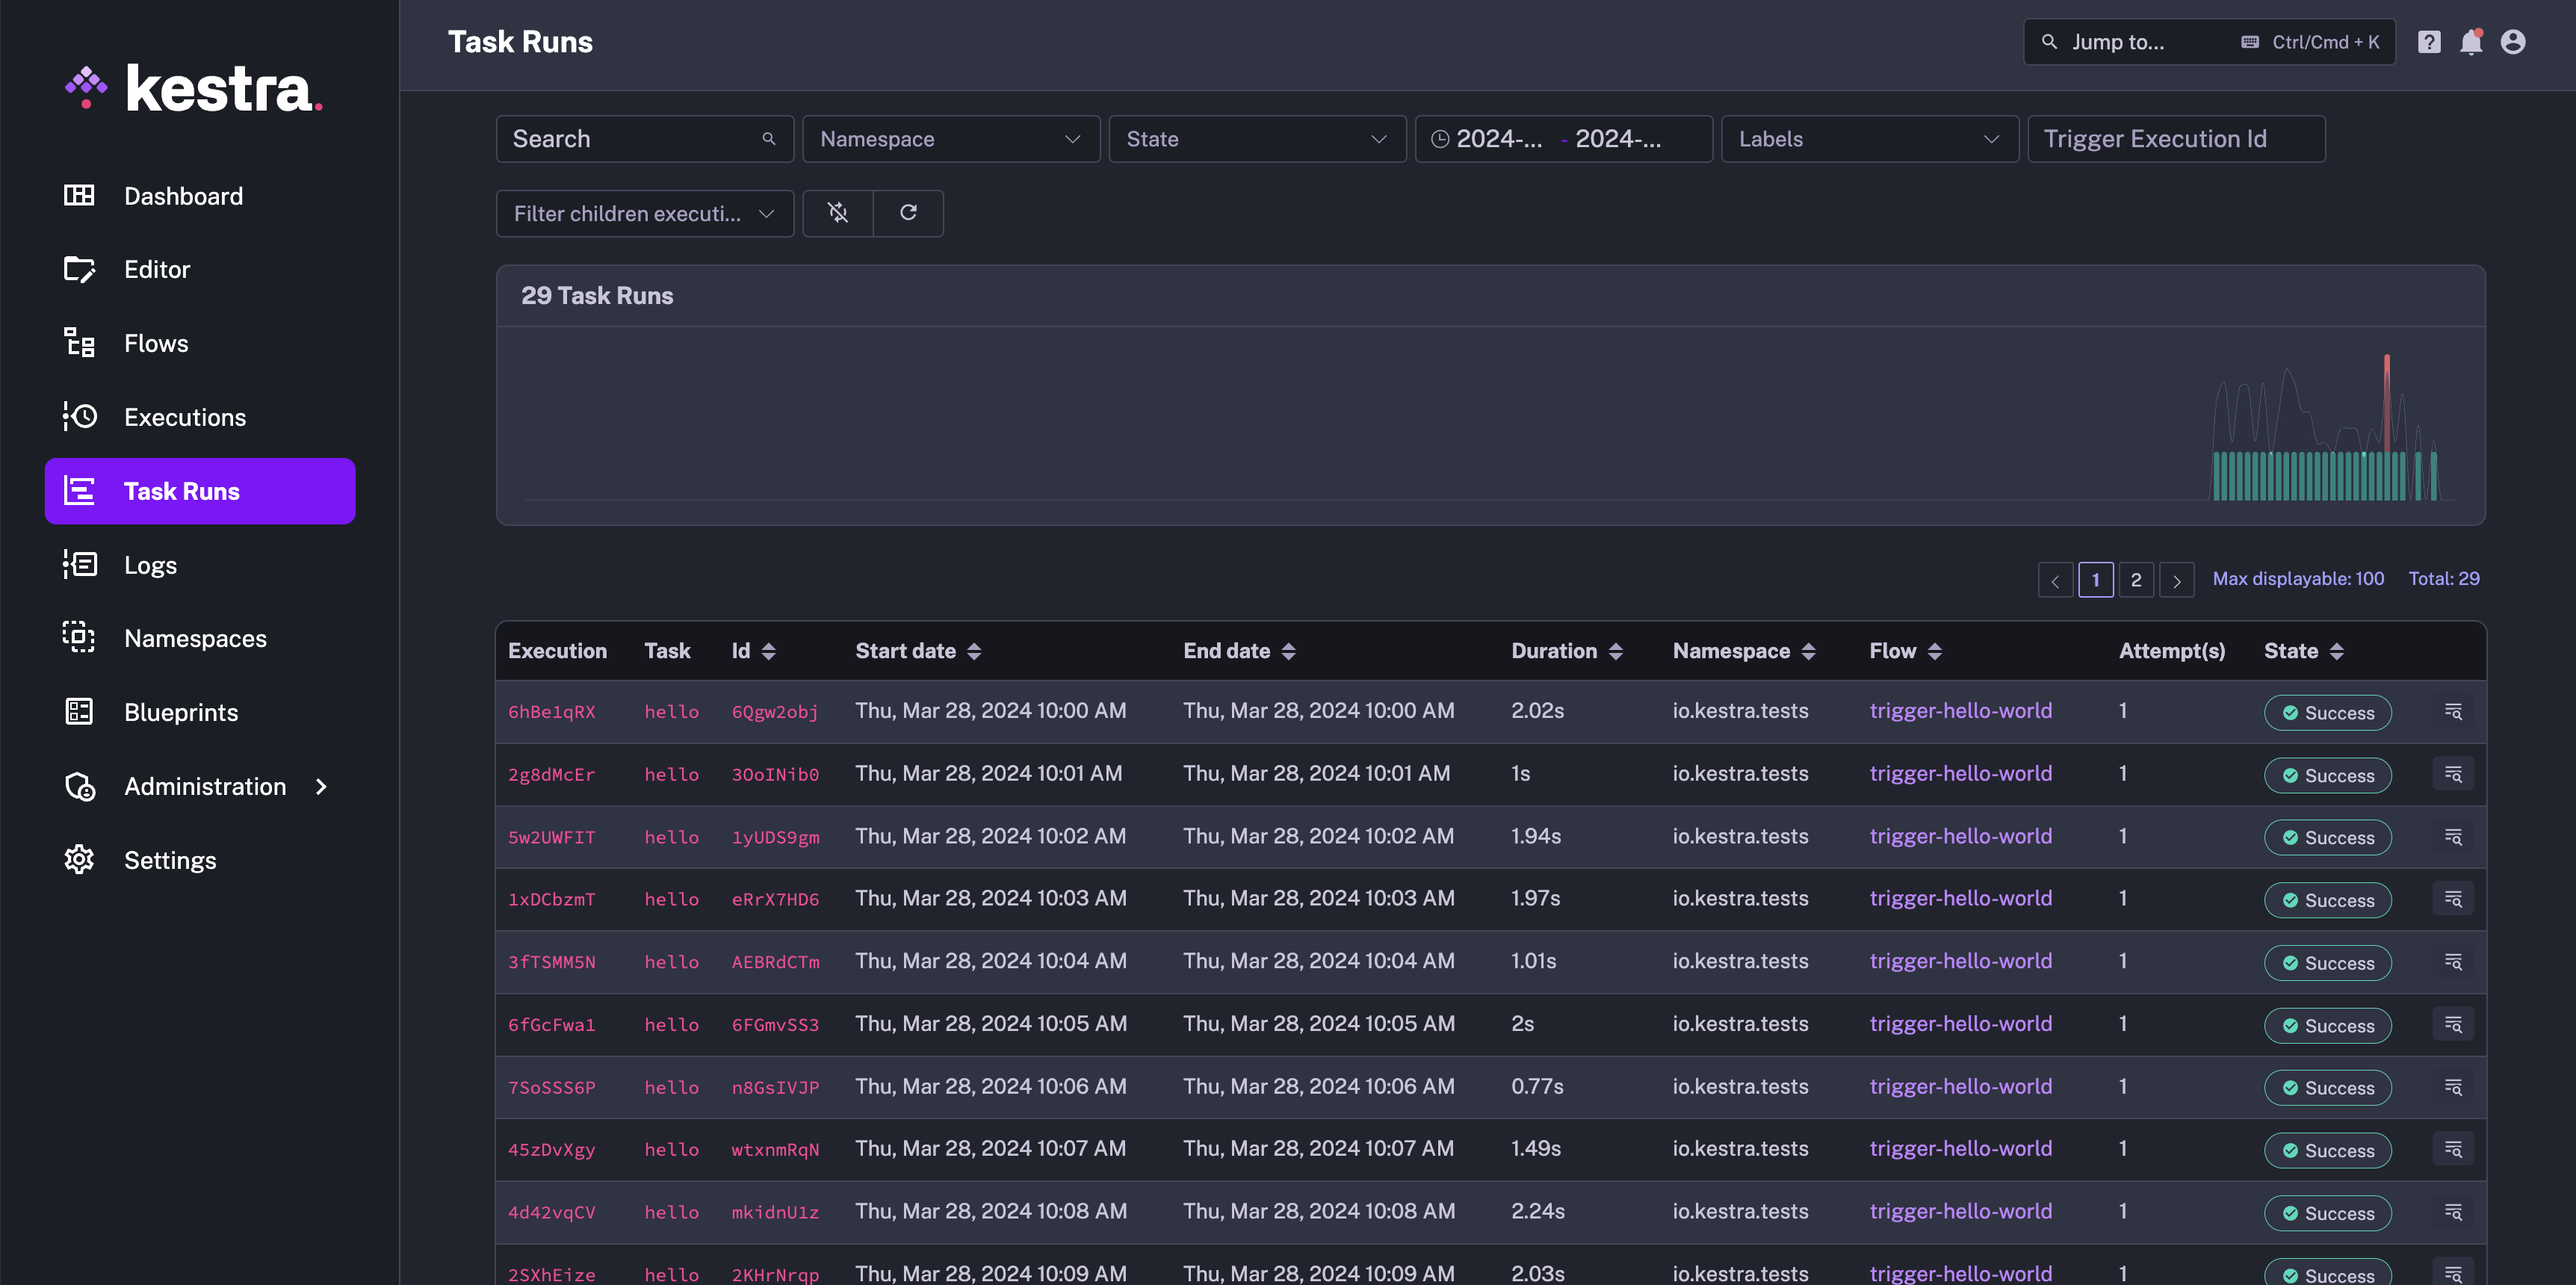 kestra.
Dashboard
Editor
Flows
Executions
Task Runs
Logs
Namespaces
Blueprints
Administration
Settings
Task Runs
Jump to... Ctrl/Cmd + K
Search Namespace State 2024-... - 2024-... Labels Trigger Execution Id
Filter children executi...
29 Task Runs
1 2 Max displayable: 100 Total: 29
Execution Task Id Start date End date Duration Namespace Flow Attempt(s) State
6hBe1qRX hello 6Qgw2obj Thu, Mar 28, 2024 10:00 AM Thu, Mar 28, 2024 10:00 AM 2.02s io.kestra.tests trigger-hello-world 1 Success
2g8dMcEr hello 3OoINib0 Thu, Mar 28, 2024 10:01 AM Thu, Mar 28, 2024 10:01 AM 1s io.kestra.tests trigger-hello-world 1 Success
5w2UWFIT hello 1yUDS9gm Thu, Mar 28, 2024 10:02 AM Thu, Mar 28, 2024 10:02 AM 1.94s io.kestra.tests trigger-hello-world 1 Success
1xDCbzmT hello eRrX7HD6 Thu, Mar 28, 2024 10:03 AM Thu, Mar 28, 2024 10:03 AM 1.97s io.kestra.tests trigger-hello-world 1 Success
3fTSMM5N hello AEBRdCTm Thu, Mar 28, 2024 10:04 AM Thu, Mar 28, 2024 10:04 AM 1.01s io.kestra.tests trigger-hello-world 1 Success
6fGcFwa1 hello 6FGmvSS3 Thu, Mar 28, 2024 10:05 AM Thu, Mar 28, 2024 10:05 AM 2s io.kestra.tests trigger-hello-world 1 Success
7SoSSS6P hello n8GsIVJP Thu, Mar 28, 2024 10:06 AM Thu, Mar 28, 2024 10:06 AM 0.77s io.kestra.tests trigger-hello-world 1 Success
45zDvXgy hello wtxnmRqN Thu, Mar 28, 2024 10:07 AM Thu, Mar 28, 2024 10:07 AM 1.49s io.kestra.tests trigger-hello-world 1 Success
4d42vqCV hello mkidnU1z Thu, Mar 28, 2024 10:08 AM Thu, Mar 28, 2024 10:08 AM 2.24s io.kestra.tests trigger-hello-world 1 Success
2SXhEize hello 2KHrNrqp Thu, Mar 28, 2024 10:09 AM Thu, Mar 28, 2024 10:09 AM 2.03s io.kestra.tests trigger-hello-world 1 Success